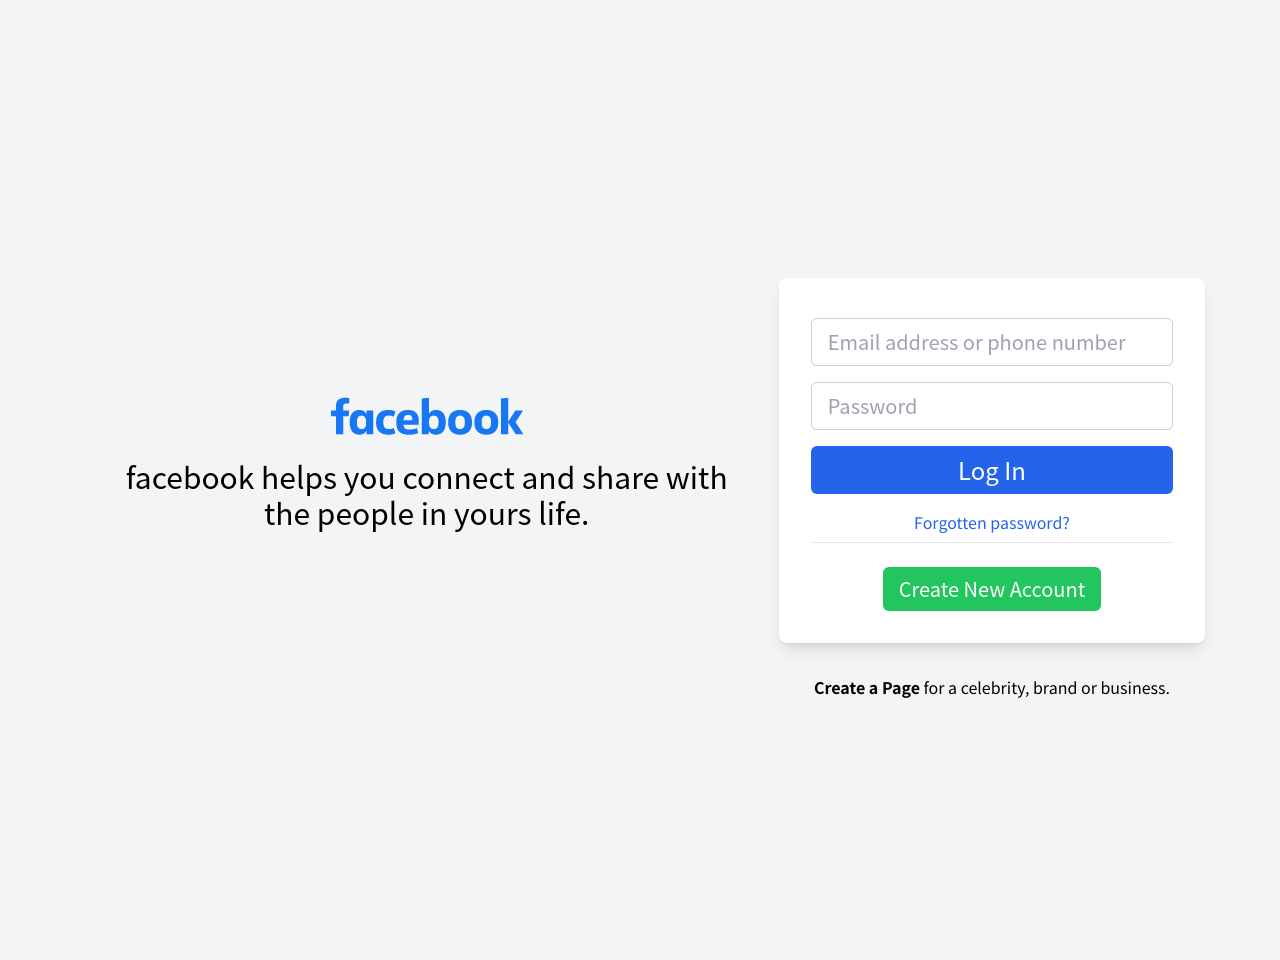 facebook
facebook helps you connect and share with
the people in yours life.
Email address or phone number
Password
Log In
Forgotten password?
Create New Account
Create a Page for a celebrity, brand or business.